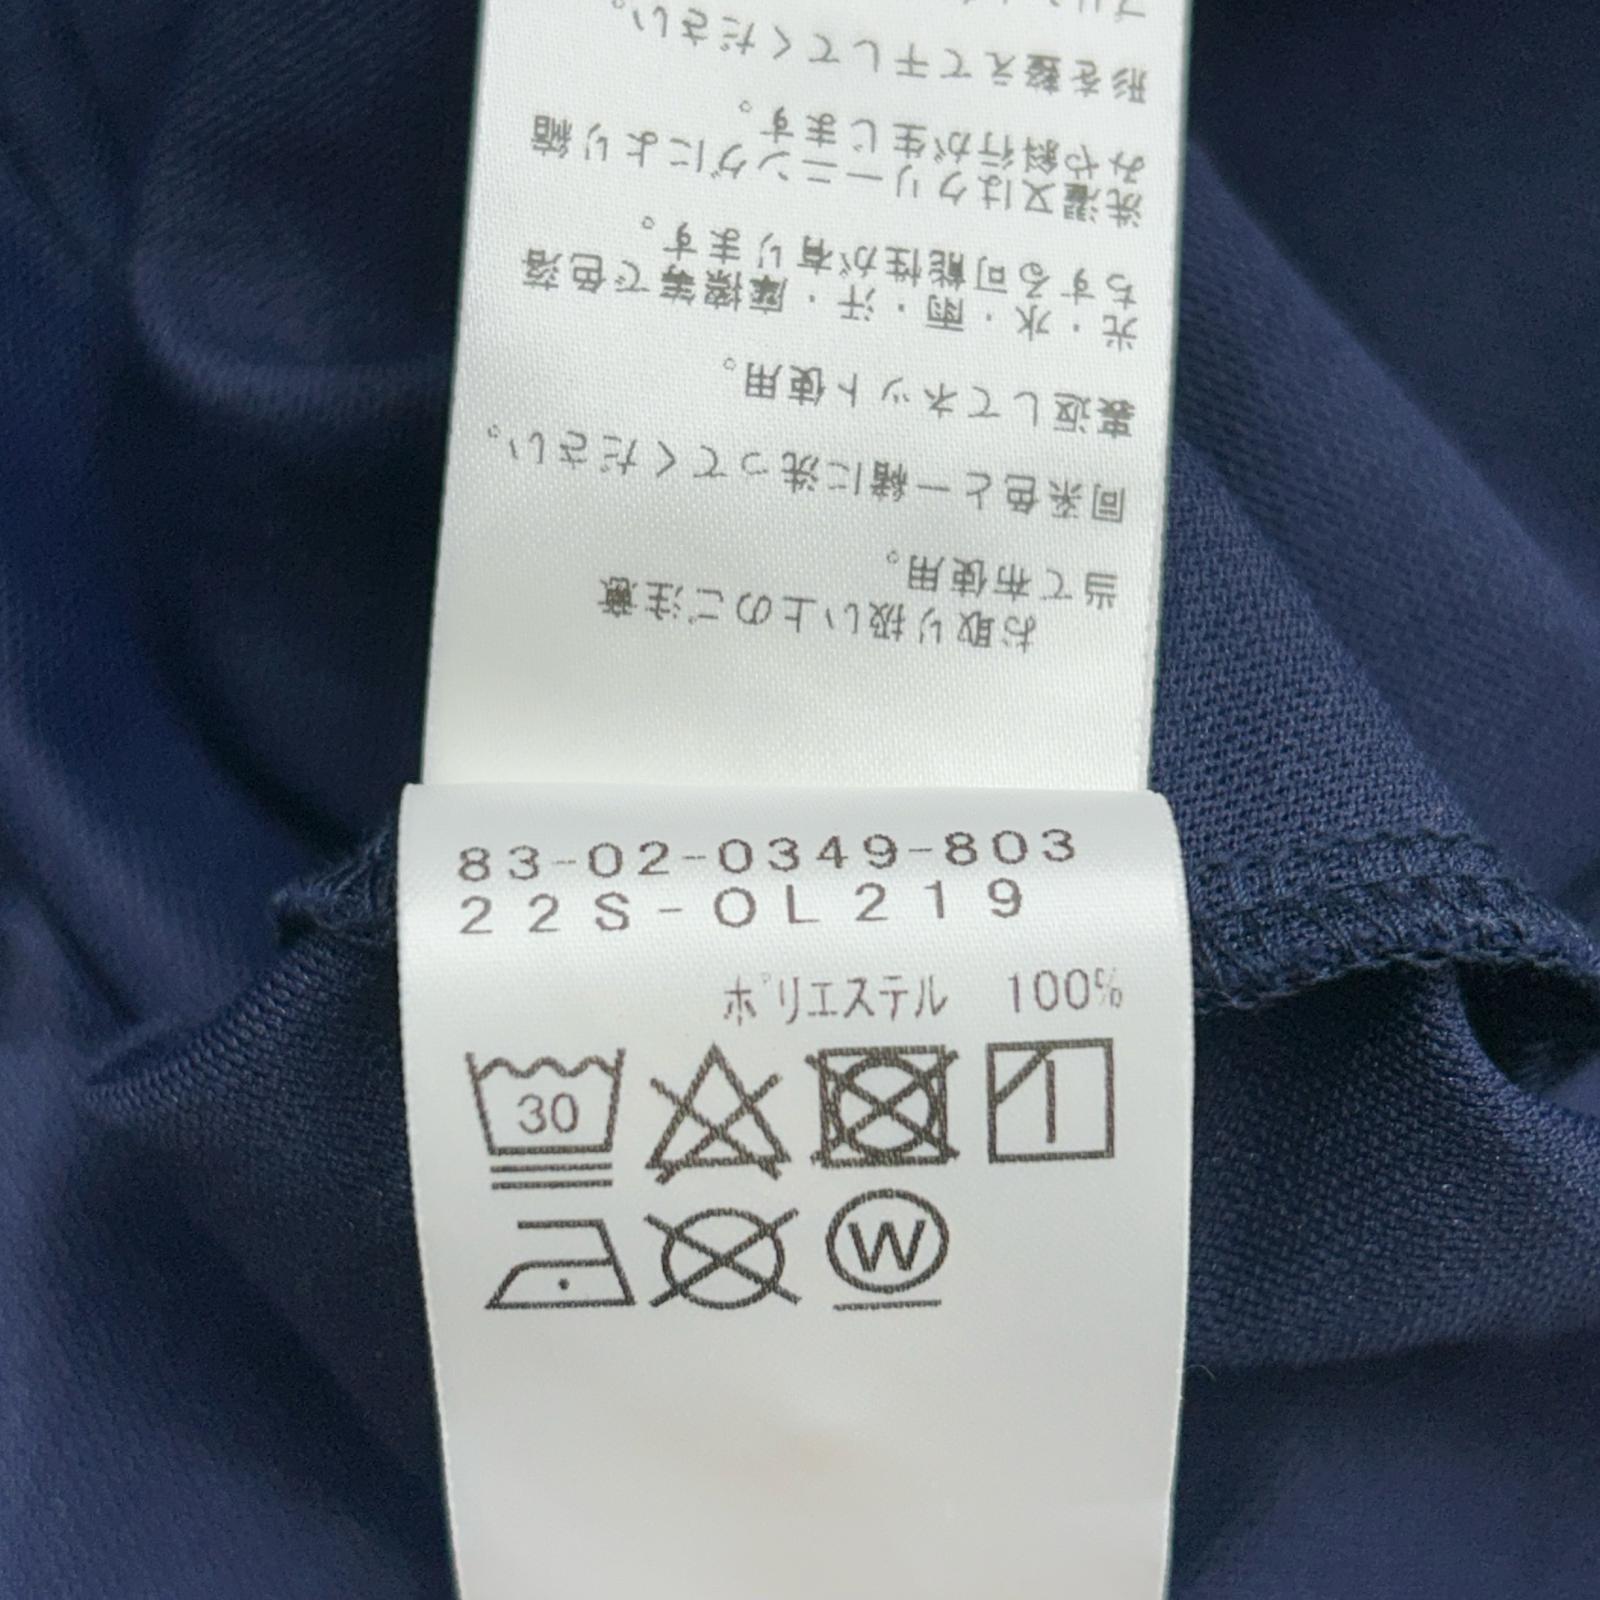 お取り扱い上のご注意
当て布使用。
同系色と一緒に洗ってください。
裏返してネット使用。
光・水・雨・汗・摩擦等で色落
ちする可能性が有ります。
洗濯又はクリーニングにより縮
みや斜行が生じます。
形を整えて干してください。
83-02-0349-803
22S-OL219
ポリエステル 100%
30
W